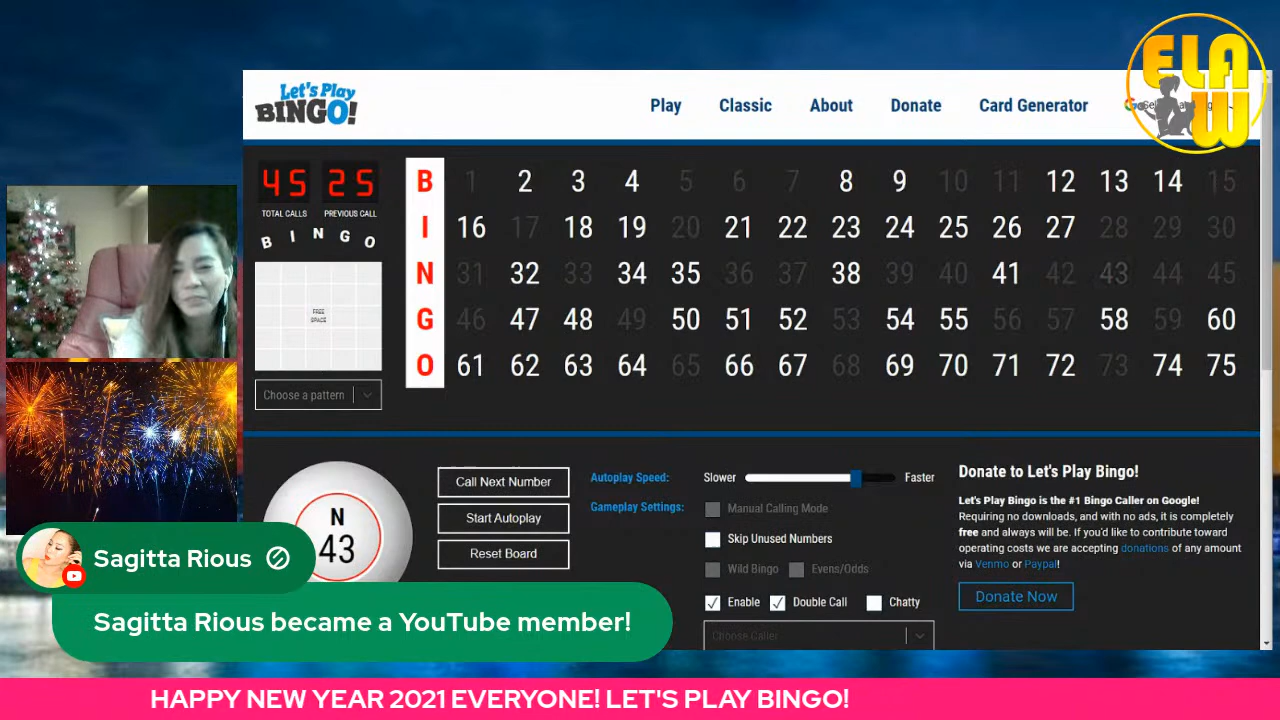 ELA
W
Let's Play
BINGO!
Play Classic About Donate Card Generator
45 25
TOTAL CALLS PREVIOUS CALL
B I N G O
FREE
SPACE
Choose a pattern
B 1 2 3 4 5 6 7 8 9 10 11 12 13 14 15
I 16 17 18 19 20 21 22 23 24 25 26 27 28 29 30
N 31 32 33 34 35 36 37 38 39 40 41 42 43 44 45
G 46 47 48 49 50 51 52 53 54 55 56 57 58 59 60
O 61 62 63 64 65 66 67 68 69 70 71 72 73 74 75
N
43
Call Next Number
Start Autoplay
Reset Board
Autoplay Speed: Slower Faster
Gameplay Settings: Manual Calling Mode
Skip Unused Numbers
Wild Bingo Evens/Odds
Enable Double Call Chatty
Choose Caller
Donate to Let's Play Bingo!
Let's Play Bingo is the #1 Bingo Caller on Google!
Requiring no downloads, and with no ads, it is completely
free and always will be. If you'd like to contribute toward
operating costs we are accepting donations of any amount
via Venmo or Paypal!
Donate Now
Sagitta Rious
Sagitta Rious became a YouTube member!
HAPPY NEW YEAR 2021 EVERYONE! LET'S PLAY BINGO!